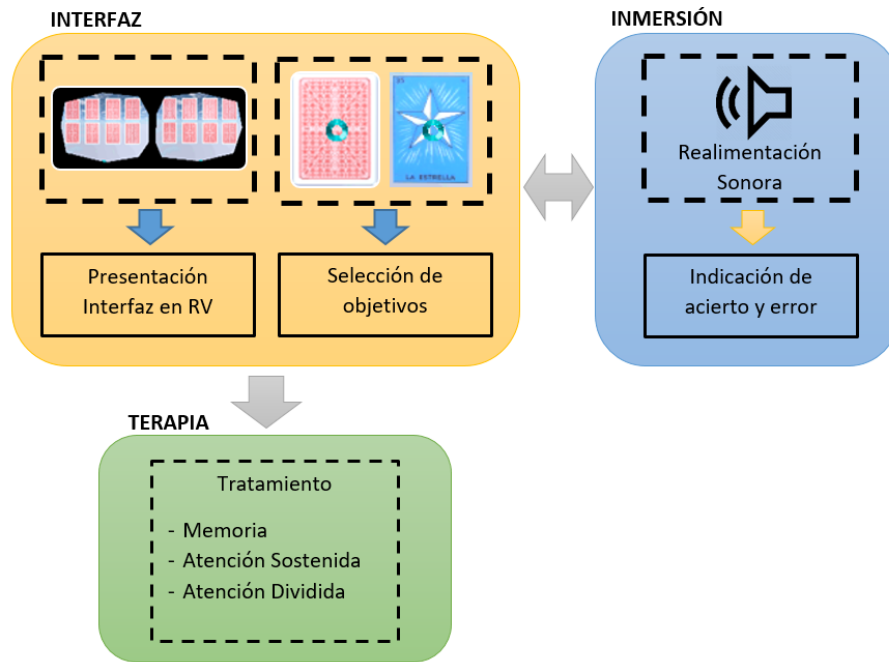 INTERFAZ
LA ESTRELLA
Presentación
Interfaz en RV
Selección de
objetivos
INMERSIÓN
Realimentación
Sonora
Indicación de
acierto y error
TERAPIA
Tratamiento
- Memoria
- Atención Sostenida
- Atención Dividida